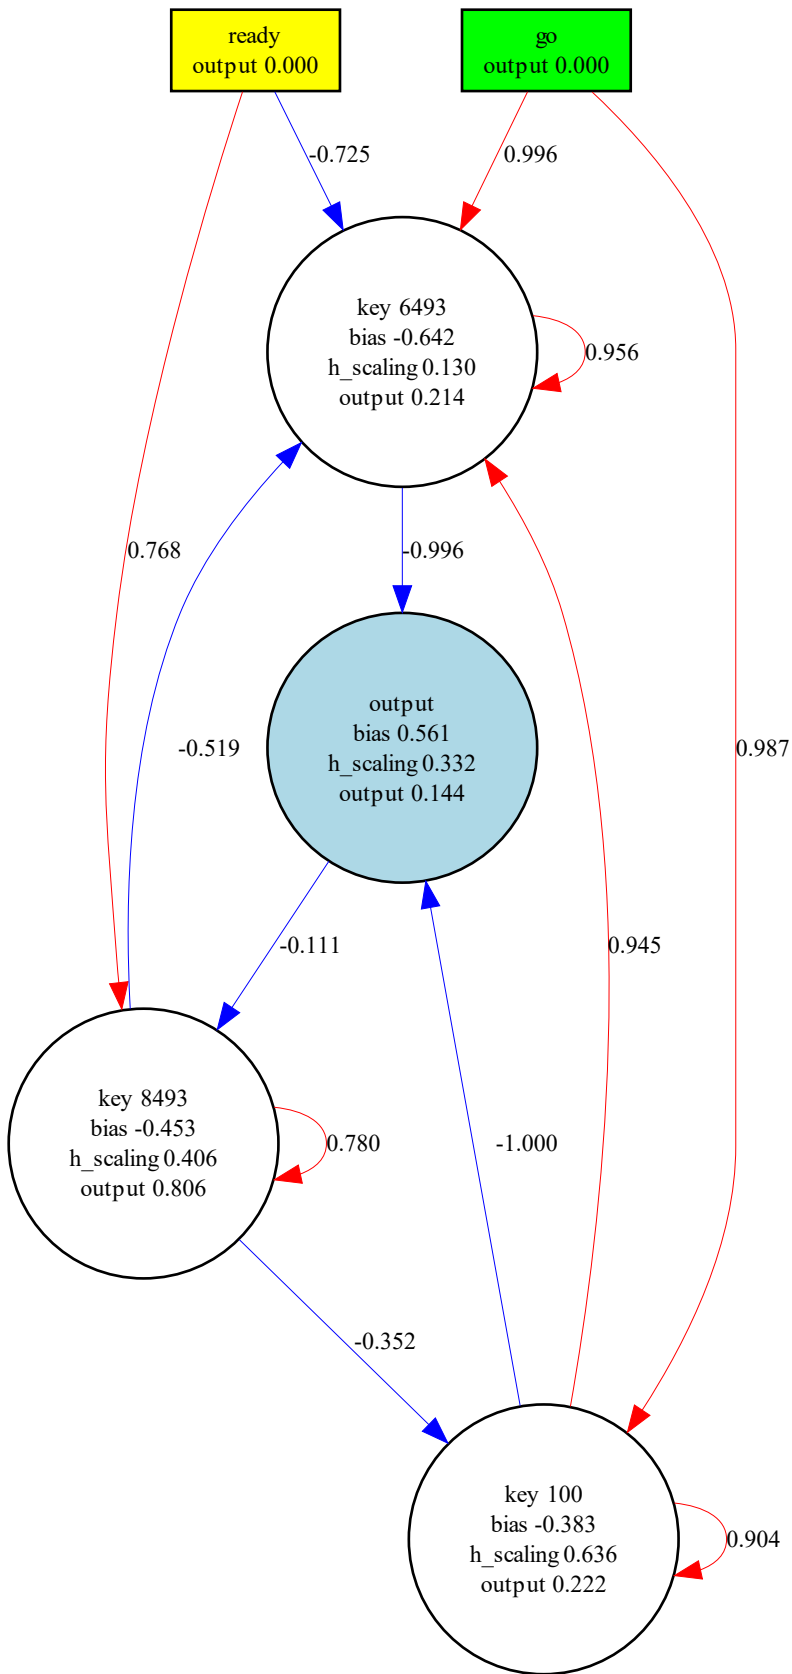 ready
output 0.000
go
output 0.000
-0.725
0.996
key 6493
bias -0.642
h_scaling 0.130
output 0.214
0.956
0.768
-0.996
output
bias 0.561
h_scaling 0.332
output 0.144
-0.519
0.987
-0.111
0.945
key 8493
bias -0.453
h_scaling 0.406
output 0.806
0.780
-1.000
-0.352
key 100
bias -0.383
h_scaling 0.636
output 0.222
0.904